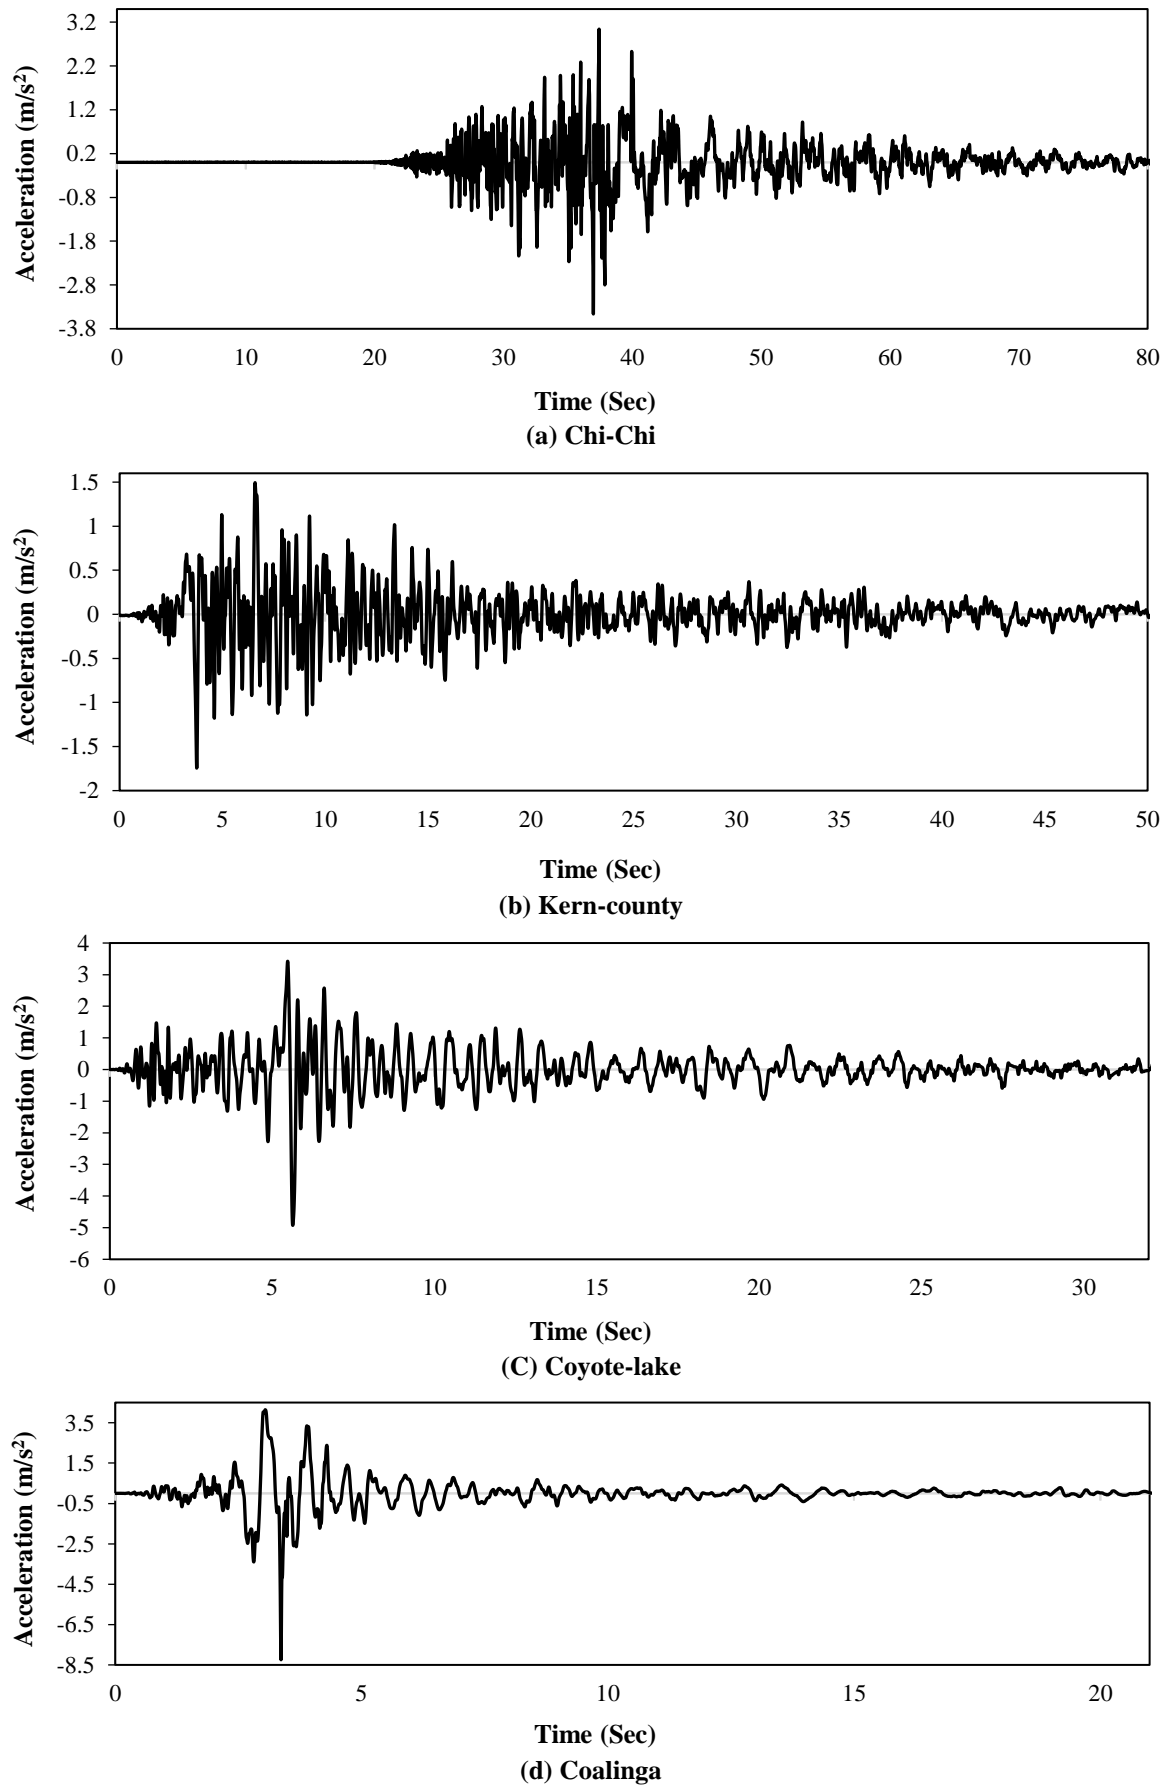 3.2
2.2
1.2
0.2
-0.8
-1.8
-2.8
-3.8
Acceleration (m/s²)
0 10 20 30 40 50 60 70 80
Time (Sec)
(a) Chi-Chi
1.5
1
0.5
0
-0.5
-1
-1.5
-2
Acceleration (m/s²)
0 5 10 15 20 25 30 35 40 45 50
Time (Sec)
(b) Kern-county
4
3
2
1
0
-1
-2
-3
-4
-5
-6
Acceleration (m/s²)
0 5 10 15 20 25 30
Time (Sec)
(C) Coyote-lake
3.5
1.5
-0.5
-2.5
-4.5
-6.5
-8.5
Acceleration (m/s²)
0 5 10 15 20
Time (Sec)
(d) Coalinga